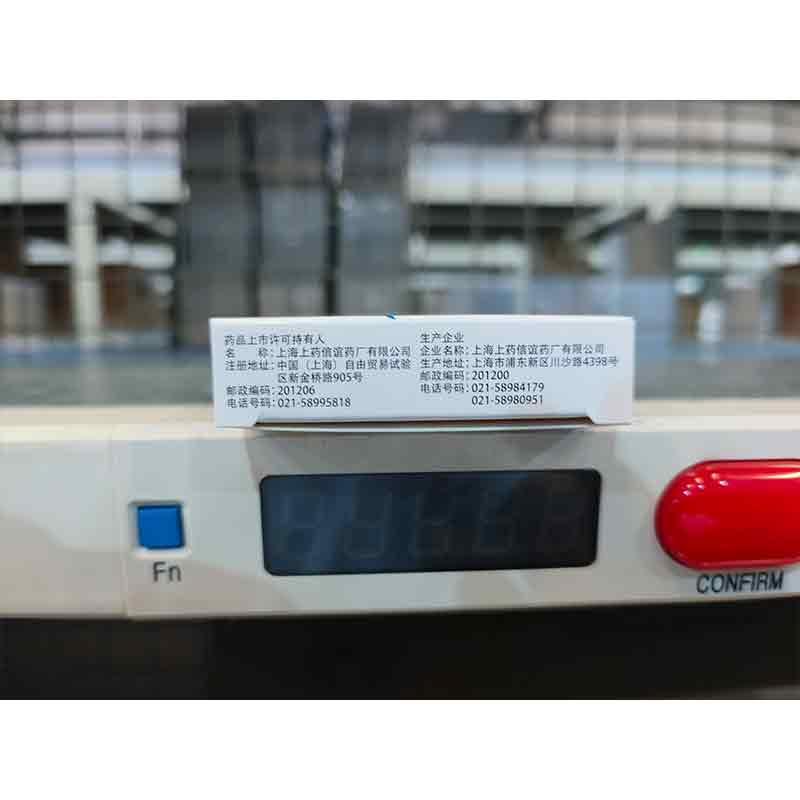 药品上市许可持有人
名　　称：上海上药信谊药厂有限公司
注册地址：中国（上海）自由贸易试验
区新金桥路905号
邮政编码：201206
电话号码：021-58995818
生产企业
企业名称：上海上药信谊药厂有限公司
生产地址：上海市浦东新区川沙路4398号
邮政编码：201200
电话号码：021-58984179
021-58980951
Fn
CONFIRM